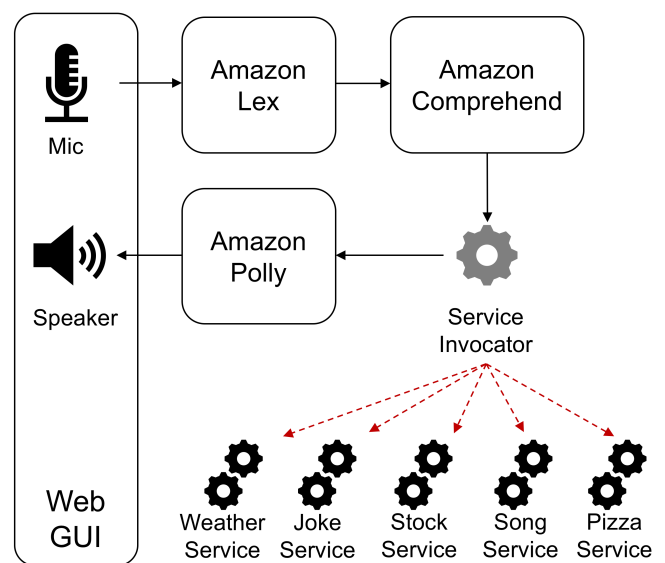 Mic
Amazon
Lex
Amazon
Comprehend
Speaker
Amazon
Polly
Service
Invocator
Web
GUI
Weather
Service
Joke
Service
Stock
Service
Song
Service
Pizza
Service